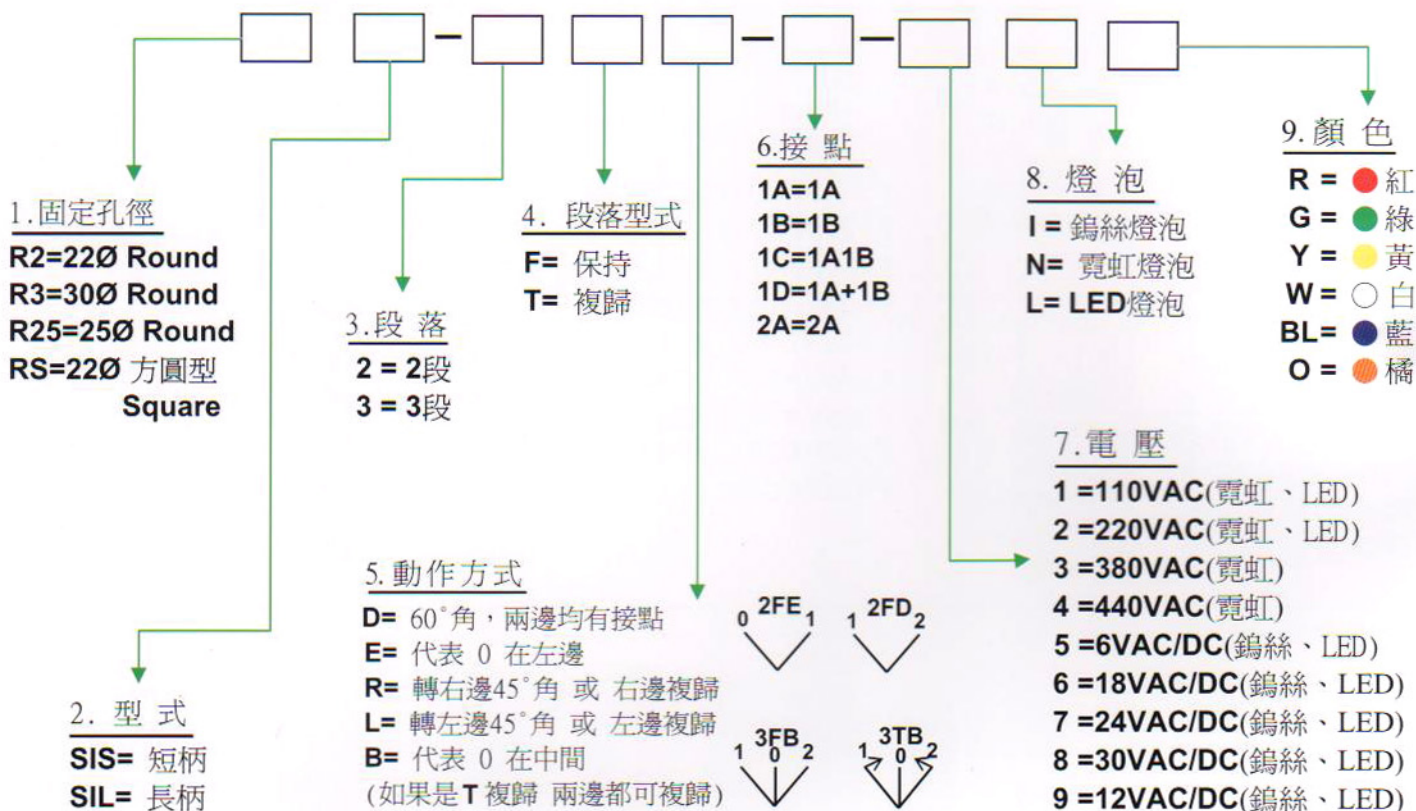 1.固定孔徑
R2=22Ø Round
R3=30Ø Round
R25=25Ø Round
RS=22Ø 方圓型
Square
2. 型 式
SIS= 短柄
SIL= 長柄
3.段 落
2 = 2段
3 = 3段
4. 段落型式
F= 保持
T= 複歸
5.動作方式
D= 60°角，兩邊均有接點
E= 代表 0 在左邊
R= 轉右邊45°角 或 右邊複歸
L= 轉左邊45°角 或 左邊複歸
B= 代表 0 在中間
(如果是T 複歸 兩邊都可複歸)
0 2FE 1
1 2FD 2
1 3FB 2
0
1 3TB 2
0
6.接 點
1A=1A
1B=1B
1C=1A1B
1D=1A+1B
2A=2A
7.電 壓
1 =110VAC(霓虹、LED)
2 =220VAC(霓虹、LED)
3 =380VAC(霓虹)
4 =440VAC(霓虹)
5 =6VAC/DC(鎢絲、LED)
6 =18VAC/DC(鎢絲、LED)
7 =24VAC/DC(鎢絲、LED)
8 =30VAC/DC(鎢絲、LED)
9 =12VAC/DC(鎢絲、LED)
8. 燈 泡
I = 鎢絲燈泡
N= 霓虹燈泡
L= LED燈泡
9.顏 色
R = 紅
G = 綠
Y = 黃
W = 白
BL= 藍
O = 橘